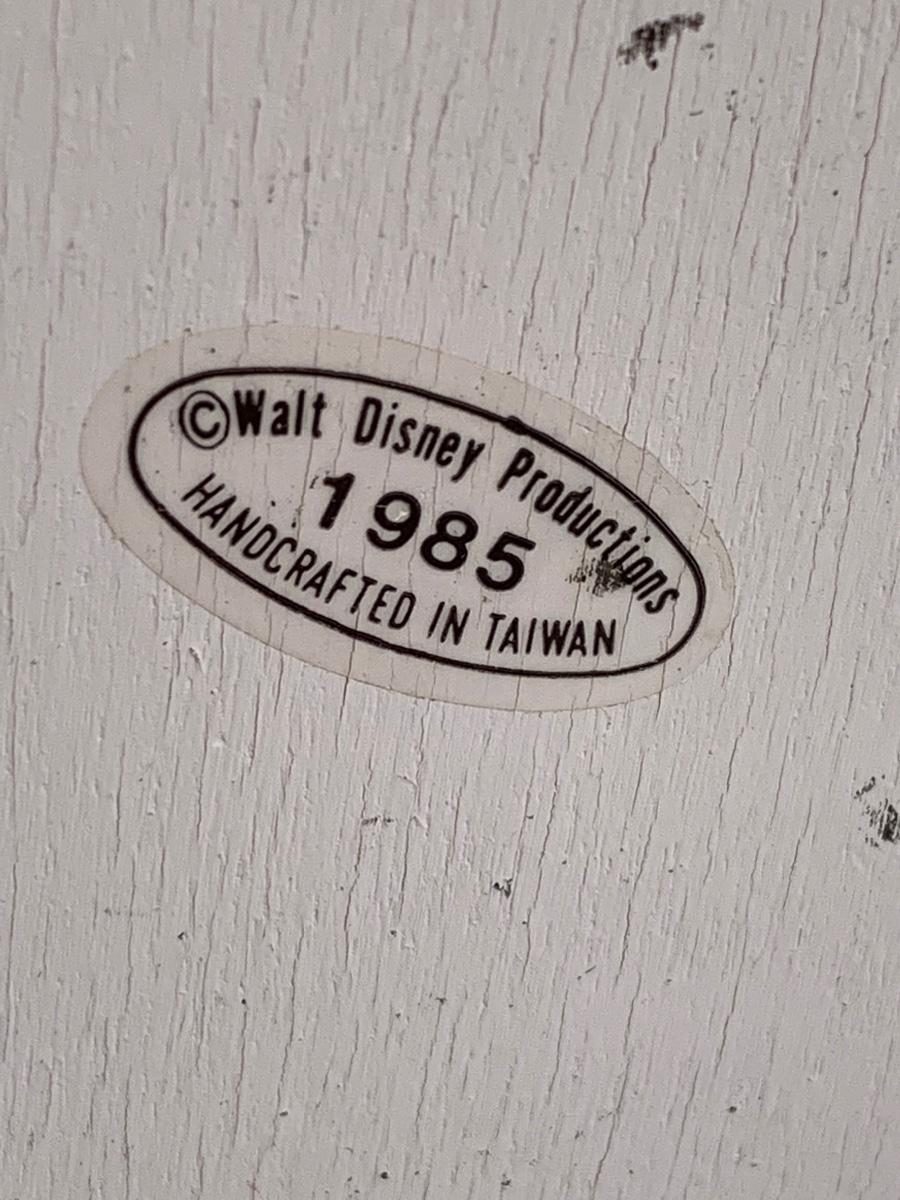 ©Walt Disney Productions
1985
HANDCRAFTED IN TAIWAN